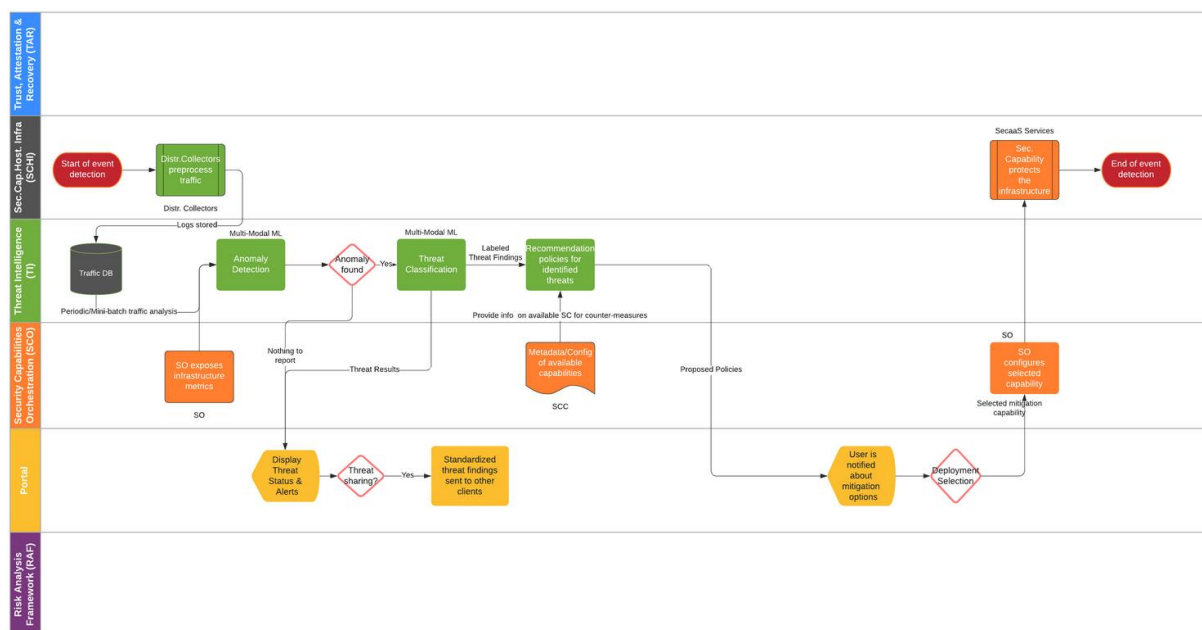 Trust, Attestation &
Recovery (TAR)
Sec.Cap.Host. Infra
(SCHI)
Start of event
detection
Distr.Collectors
preprocess
traffic
Distr. Collectors
SecaaS Services
Sec.
Capability
protects
the
infrastructure
End of event
detection
Threat Intelligence
(TI)
Logs stored
Traffic DB
Periodic/Mini-batch traffic analysis
Multi-Modal ML
Anomaly
Detection
Anomaly
found
Yes
Multi-Modal ML
Threat
Classification
Labeled
Threat Findings
Recommendation
policies for
identified
threats
Provide info on available SC for counter-measures
Security Capabilities
Orchestration (SCO)
SO exposes
infrastructure
metrics
SO
Nothing to
report
Threat Results
Metadata/Config
of available
capabilities
SCC
Proposed Policies
SO
SO
configures
selected
capability
Selected mitigation
capability
Portal
Display
Threat
Status &
Alerts
Threat
sharing?
Yes
Standardized
threat findings
sent to other
clients
User is
notified
about
mitigation
options
Deployment
Selection
Risk Analysis
Framework (RAF)